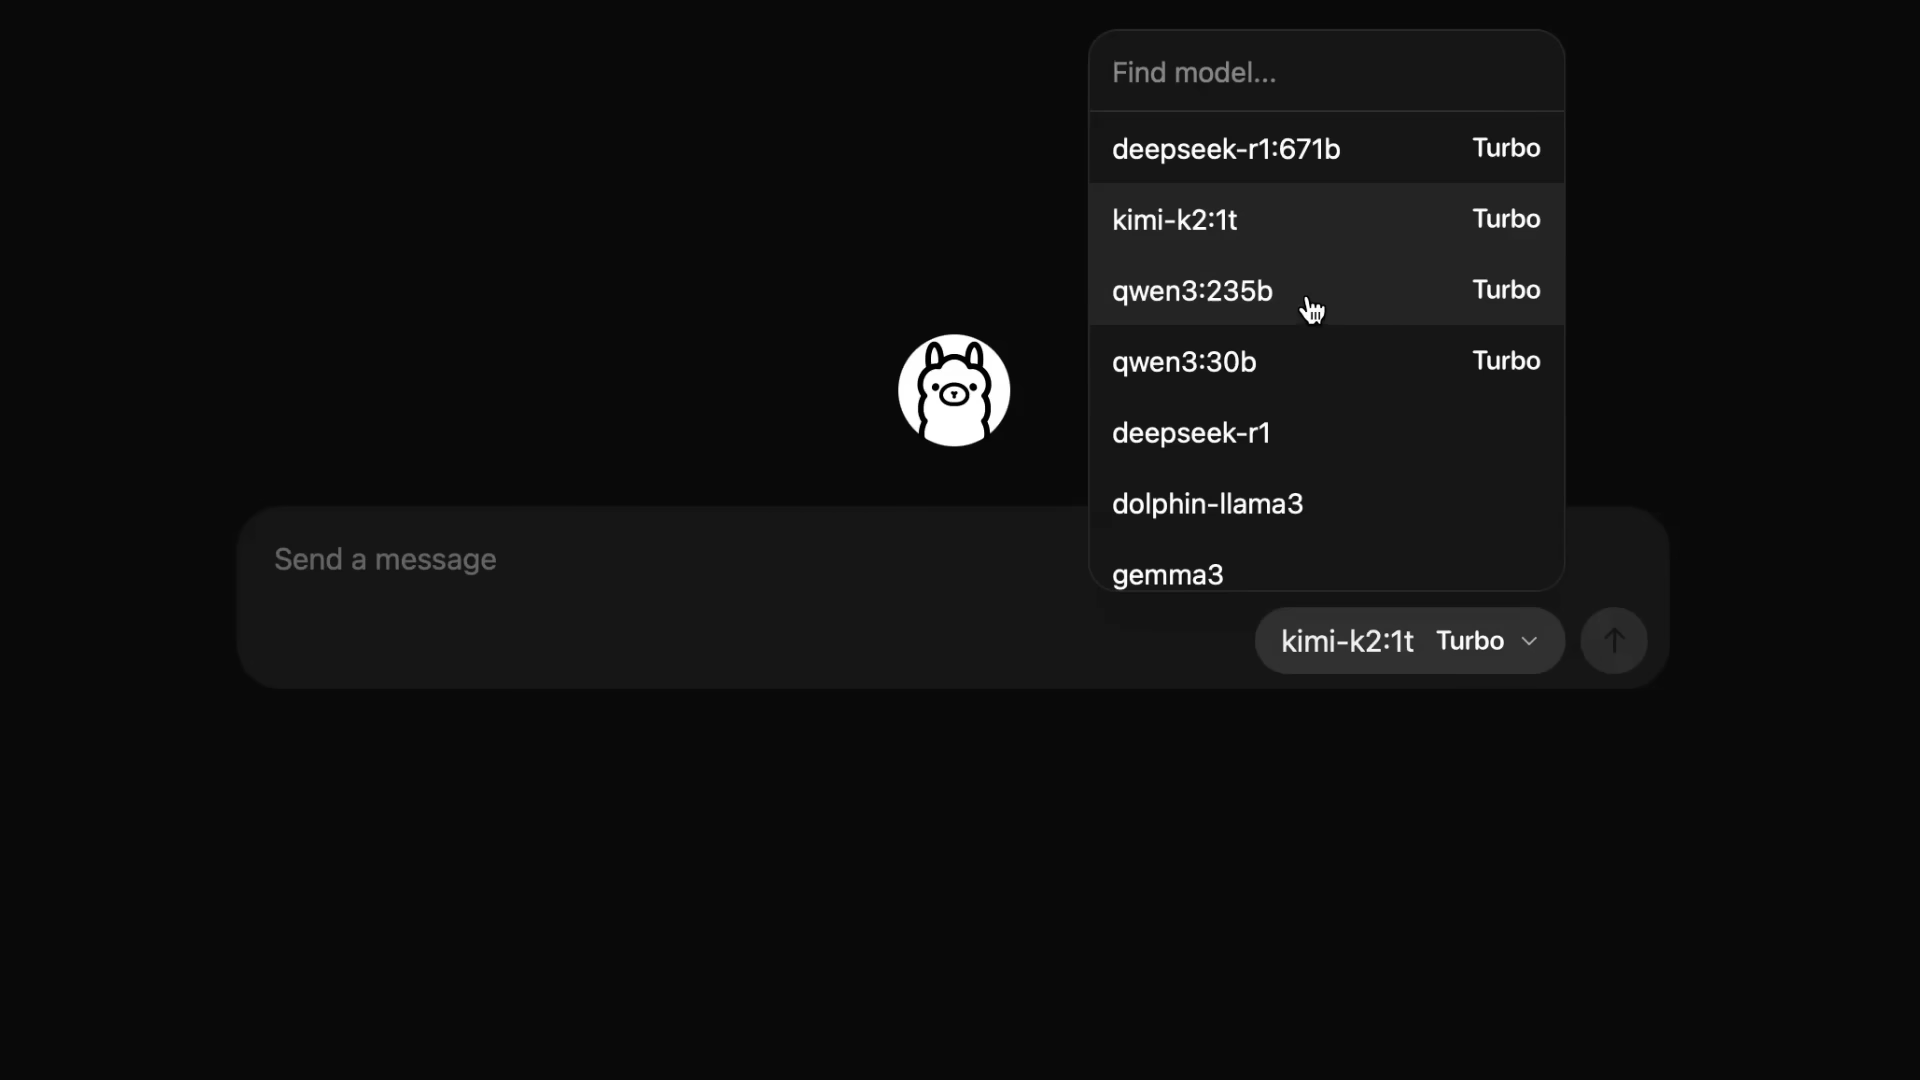 Find model...
deepseek-r1:671b Turbo
kimi-k2:1t Turbo
qwen3:235b Turbo
qwen3:30b Turbo
deepseek-r1
dolphin-llama3
gemma3
Send a message
kimi-k2:1t Turbo